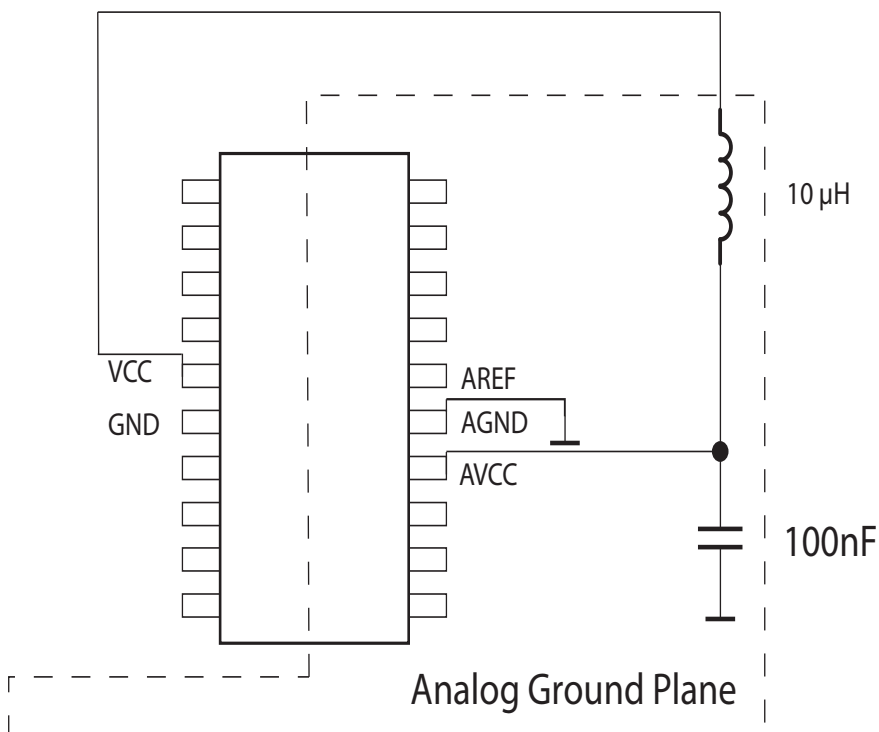 10 µH
VCC
AREF
GND
AGND
AVCC
100nF
Analog Ground Plane